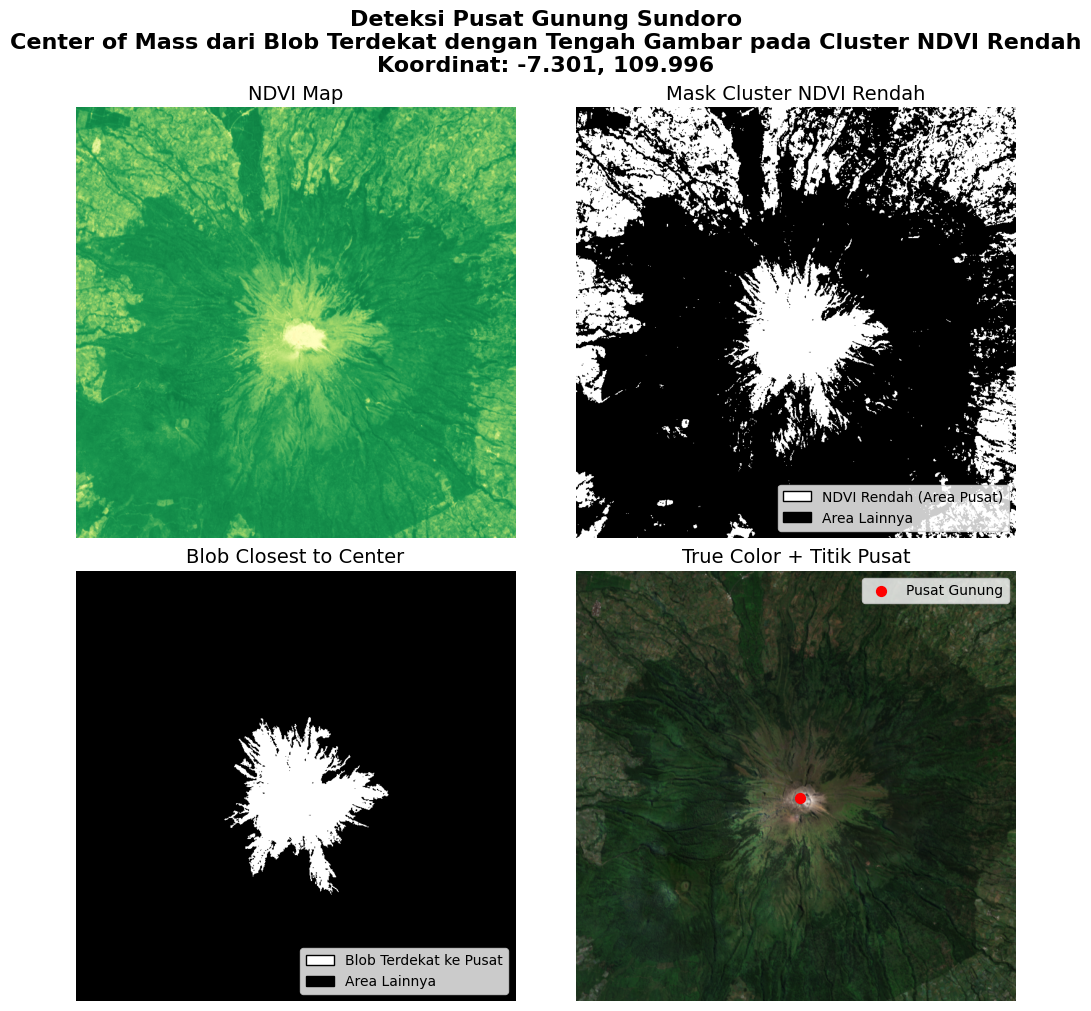 Deteksi Pusat Gunung Sundoro
Center of Mass dari Blob Terdekat dengan Tengah Gambar pada Cluster NDVI Rendah
Koordinat: -7.301, 109.996
NDVI Map
Mask Cluster NDVI Rendah
NDVI Rendah (Area Pusat)
Area Lainnya
Blob Closest to Center
True Color + Titik Pusat
Pusat Gunung
Blob Terdekat ke Pusat
Area Lainnya